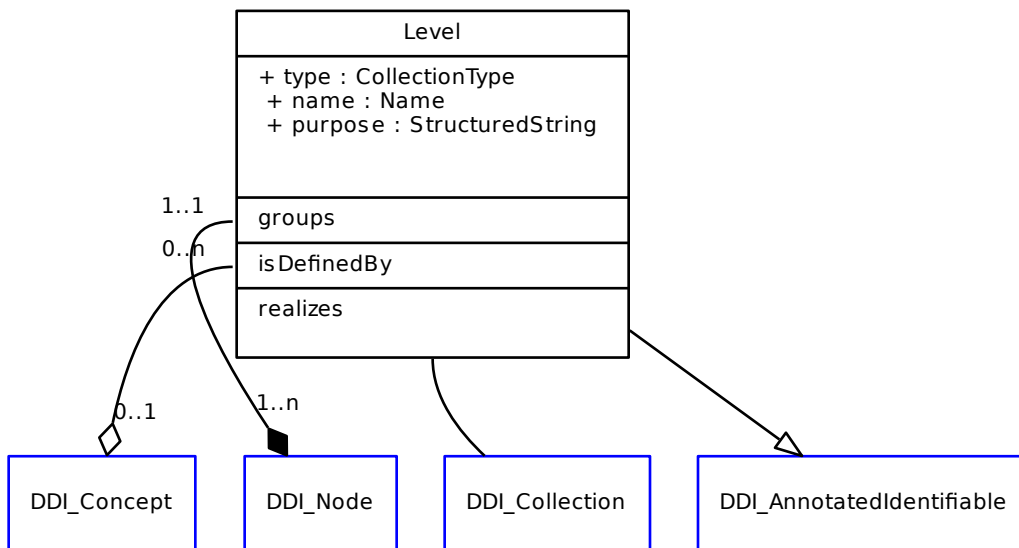 Level
+ type : CollectionType
+ name : Name
+ purpose : StructuredString
1..1
groups
0..n
isDefinedBy
realizes
0..1
1..n
DDI_Concept
DDI_Node
DDI_Collection
DDI_AnnotatedIdentifiable